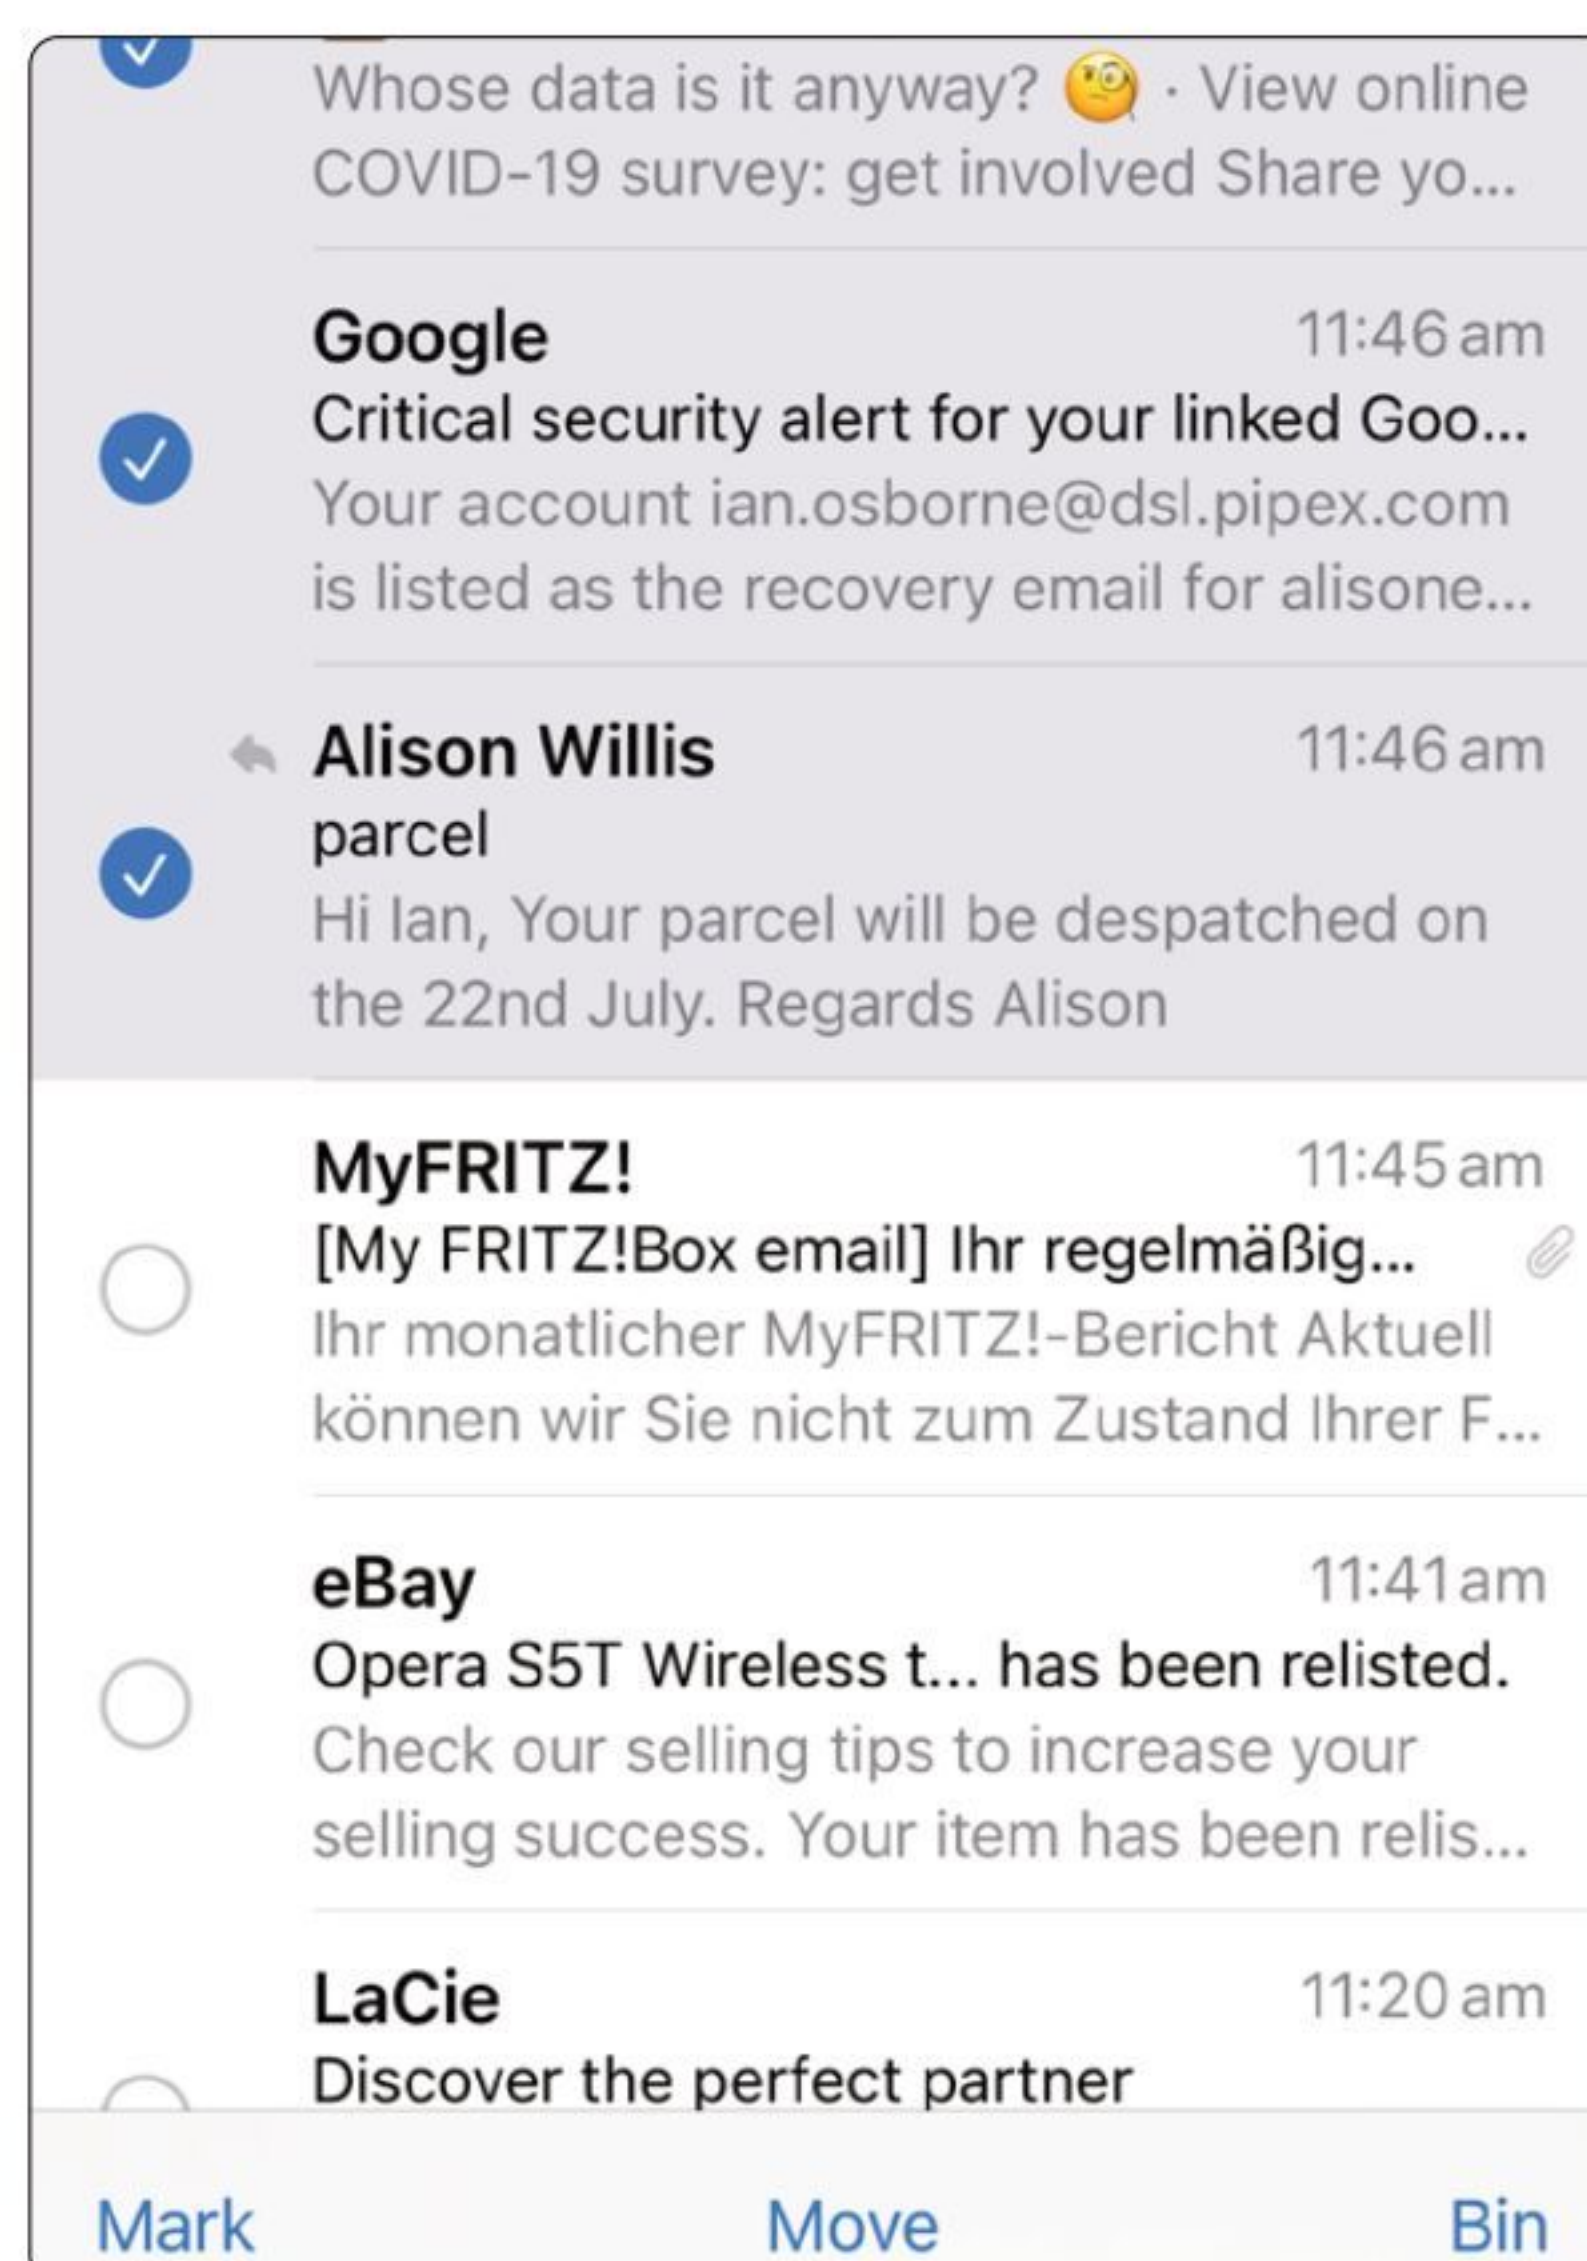 Whose data is it anyway? 🧐 · View online
COVID-19 survey: get involved Share yo...
Google 11:46 am
Critical security alert for your linked Goo...
Your account ian.osborne@dsl.pipex.com
is listed as the recovery email for alisone...
Alison Willis 11:46 am
parcel
Hi Ian, Your parcel will be despatched on
the 22nd July. Regards Alison
MyFRITZ! 11:45 am
[My FRITZ!Box email] Ihr regelmäßig...
Ihr monatlicher MyFRITZ!-Bericht Aktuell
können wir Sie nicht zum Zustand Ihrer F...
eBay 11:41 am
Opera S5T Wireless t... has been relisted.
Check our selling tips to increase your
selling success. Your item has been relis...
LaCie 11:20 am
Discover the perfect partner
Mark Move Bin